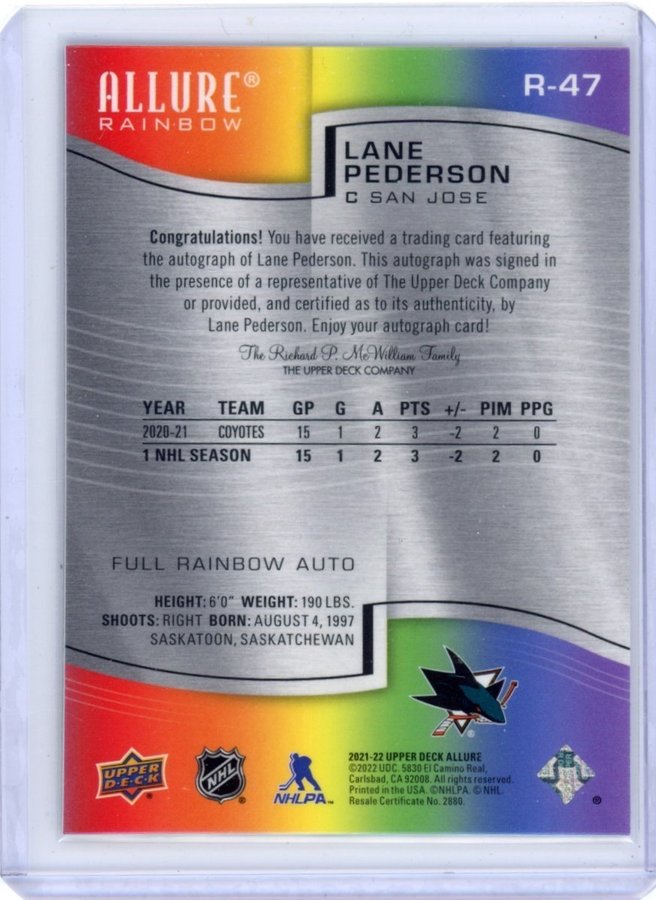 ALLURE®
RAINBOW
R-47
LANE
PEDERSON
C SAN JOSE
Congratulations! You have received a trading card featuring
the autograph of Lane Pederson. This autograph was signed in
the presence of a representative of The Upper Deck Company
or provided, and certified as to its authenticity, by
Lane Pederson. Enjoy your autograph card!
The Richard P. McWilliam Family
THE UPPER DECK COMPANY
YEAR TEAM GP G A PTS +/- PIM PPG
2020-21 COYOTES 15 1 2 3 -2 2 0
1 NHL SEASON 15 1 2 3 -2 2 0
FULL RAINBOW AUTO
HEIGHT: 6'0" WEIGHT: 190 LBS.
SHOOTS: RIGHT BORN: AUGUST 4, 1997
SASKATOON, SASKATCHEWAN
UPPER
D·E·C·K
®
NHL
®
NHLPA™
2021-22 UPPER DECK ALLURE
©2022 UDC. 5830 El Camino Real,
Carlsbad, CA 92008. All rights reserved.
Printed in the USA. ©NHLPA. © NHL.
Resale Certificate No. 2880.
®